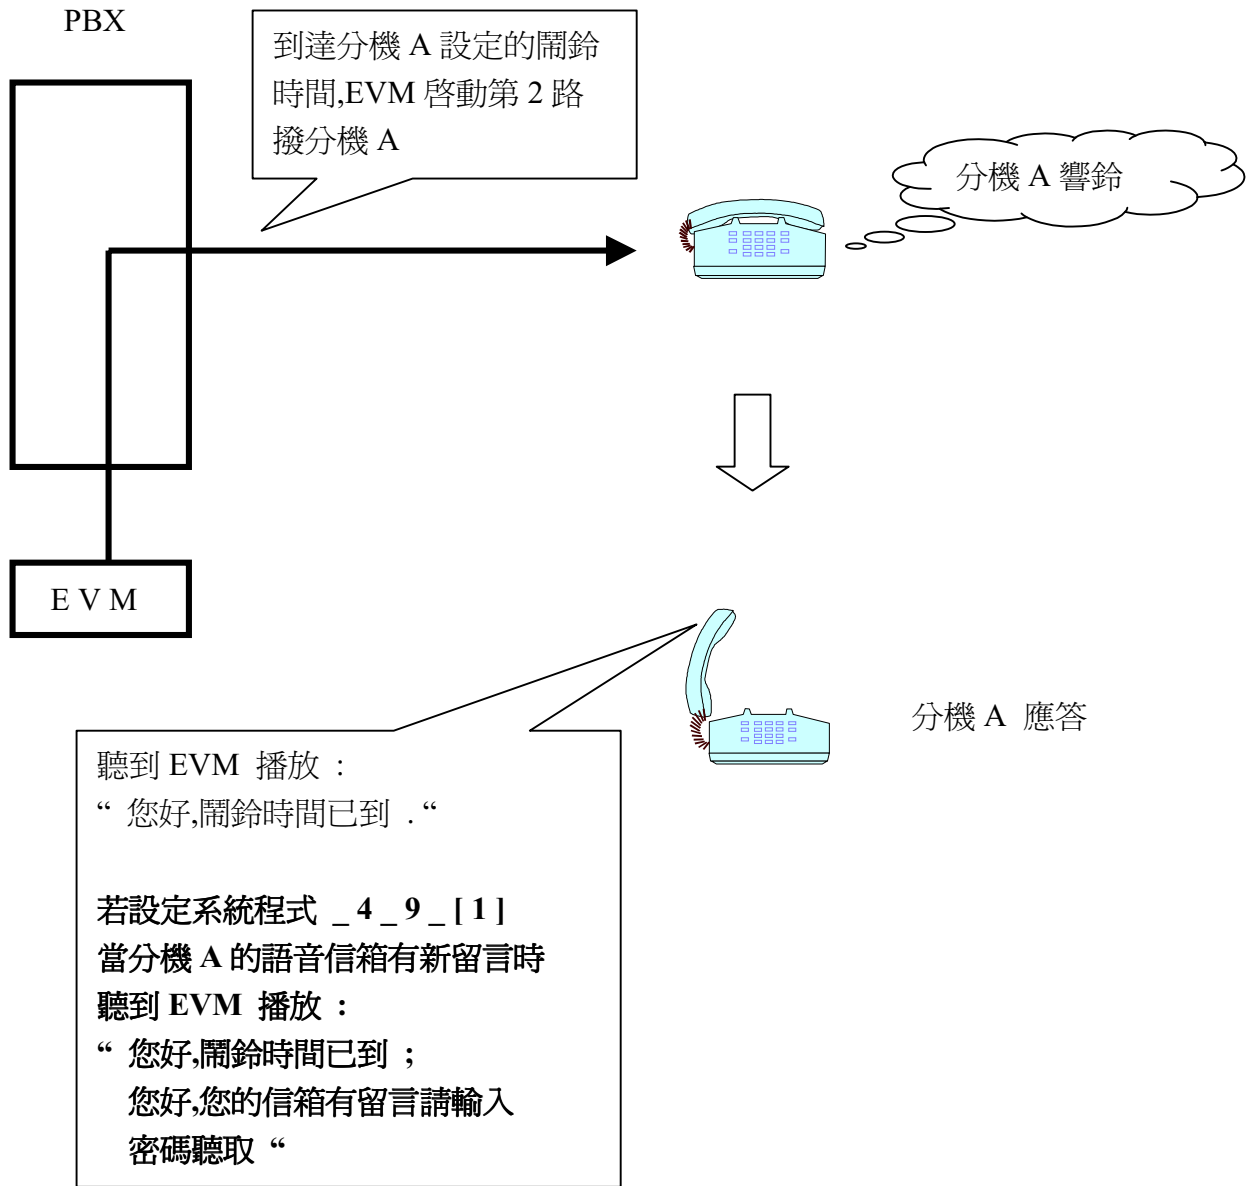 PBX
到達分機 A 設定的鬧鈴
時間,EVM 啓動第 2 路
撥分機 A
分機 A 響鈴
E V M
分機 A 應答
聽到 EVM 播放 :
“ 您好,鬧鈴時間已到 . “
若設定系統程式 _ 4 _ 9 _ [ 1 ]
當分機 A 的語音信箱有新留言時
聽到 EVM 播放 :
“ 您好,鬧鈴時間已到 ;
您好,您的信箱有留言請輸入
密碼聽取 “